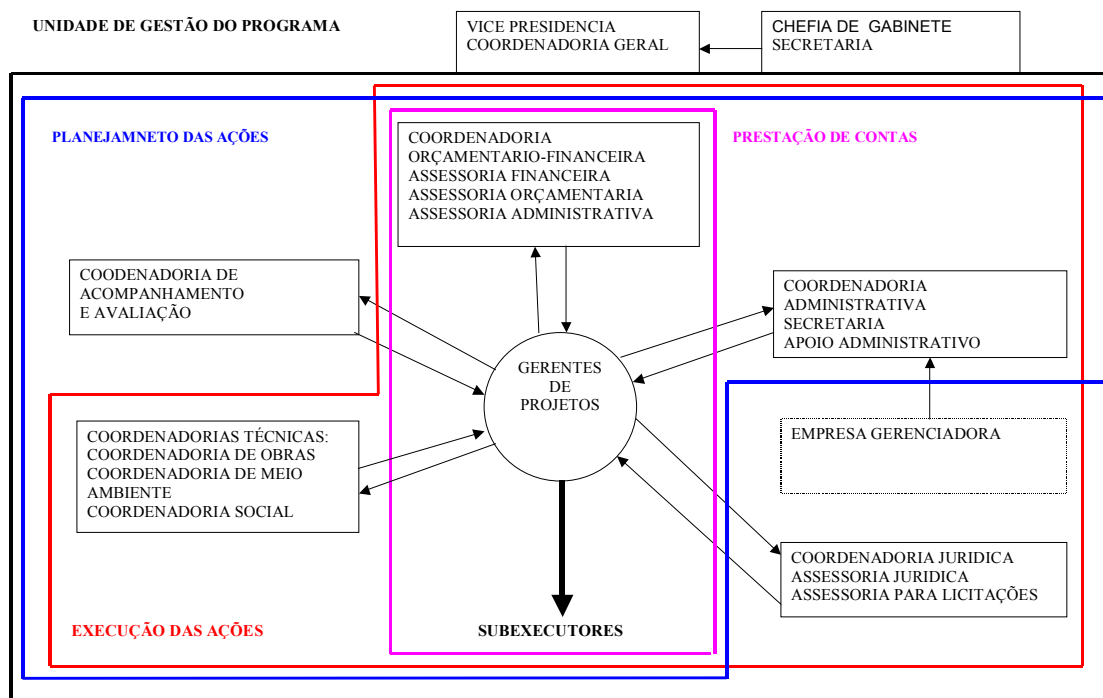 UNIDADE DE GESTÃO DO PROGRAMA
VICE PRESIDENCIA
COORDENADORIA GERAL
CHEFIA DE GABINETE
SECRETARIA
PLANEJAMNETO DAS AÇÕES
COORDENADORIA
ORÇAMENTARIO-FINANCEIRA
ASSESSORIA FINANCEIRA
ASSESSORIA ORÇAMENTARIA
ASSESSORIA ADMINISTRATIVA
PRESTAÇÃO DE CONTAS
COODENADORIA DE
ACOMPANHAMENTO
E AVALIAÇÃO
COORDENADORIA
ADMINISTRATIVA
SECRETARIA
APOIO ADMINISTRATIVO
GERENTES
DE
PROJETOS
COORDENADORIAS TÉCNICAS:
COORDENADORIA DE OBRAS
COORDENADORIA DE MEIO
AMBIENTE
COORDENADORIA SOCIAL
EMPRESA GERENCIADORA
COORDENADORIA JURIDICA
ASSESSORIA JURIDICA
ASSESSORIA PARA LICITAÇÕES
EXECUÇÃO DAS AÇÕES
SUBEXECUTORES